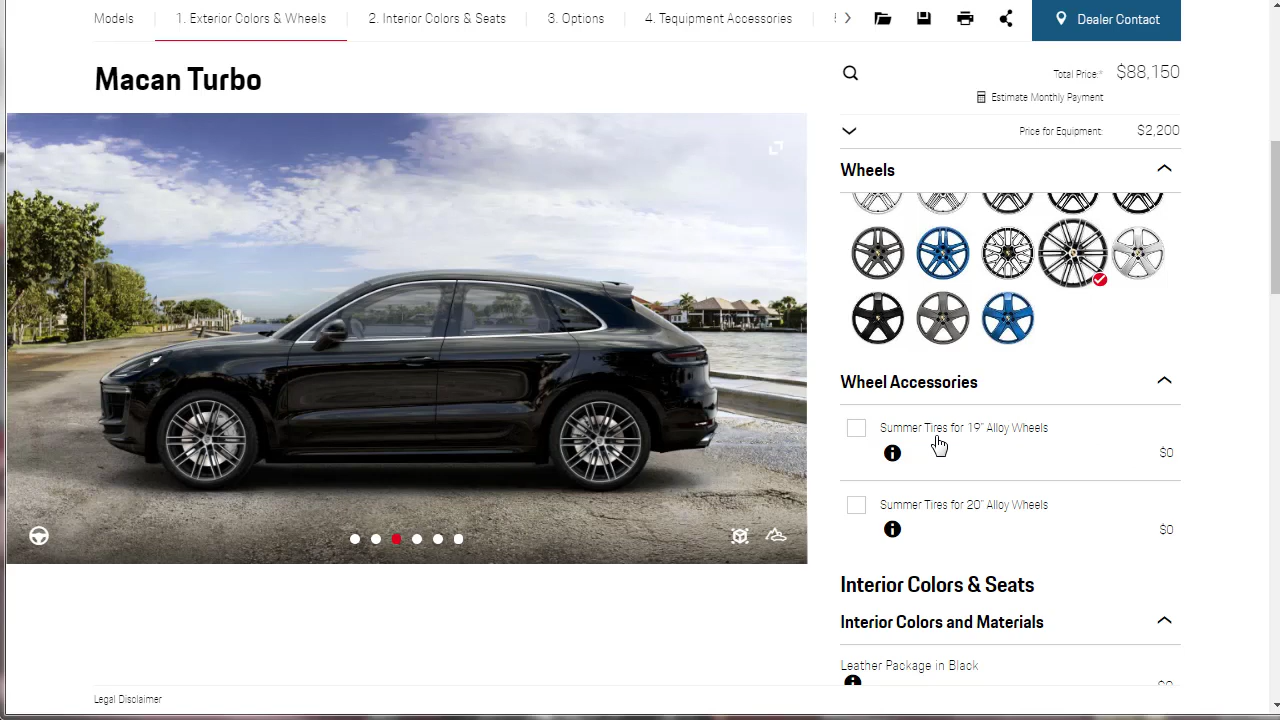 Models
1. Exterior Colors & Wheels
2. Interior Colors & Seats
3. Options
4. Tequipment Accessories
Dealer Contact
Macan Turbo
Total Price:* $88,150
Estimate Monthly Payment
Price for Equipment: $2,200
Wheels
Wheel Accessories
Summer Tires for 19" Alloy Wheels
$0
Summer Tires for 20" Alloy Wheels
$0
Interior Colors & Seats
Interior Colors and Materials
Leather Package in Black
$0
Legal Disclaimer